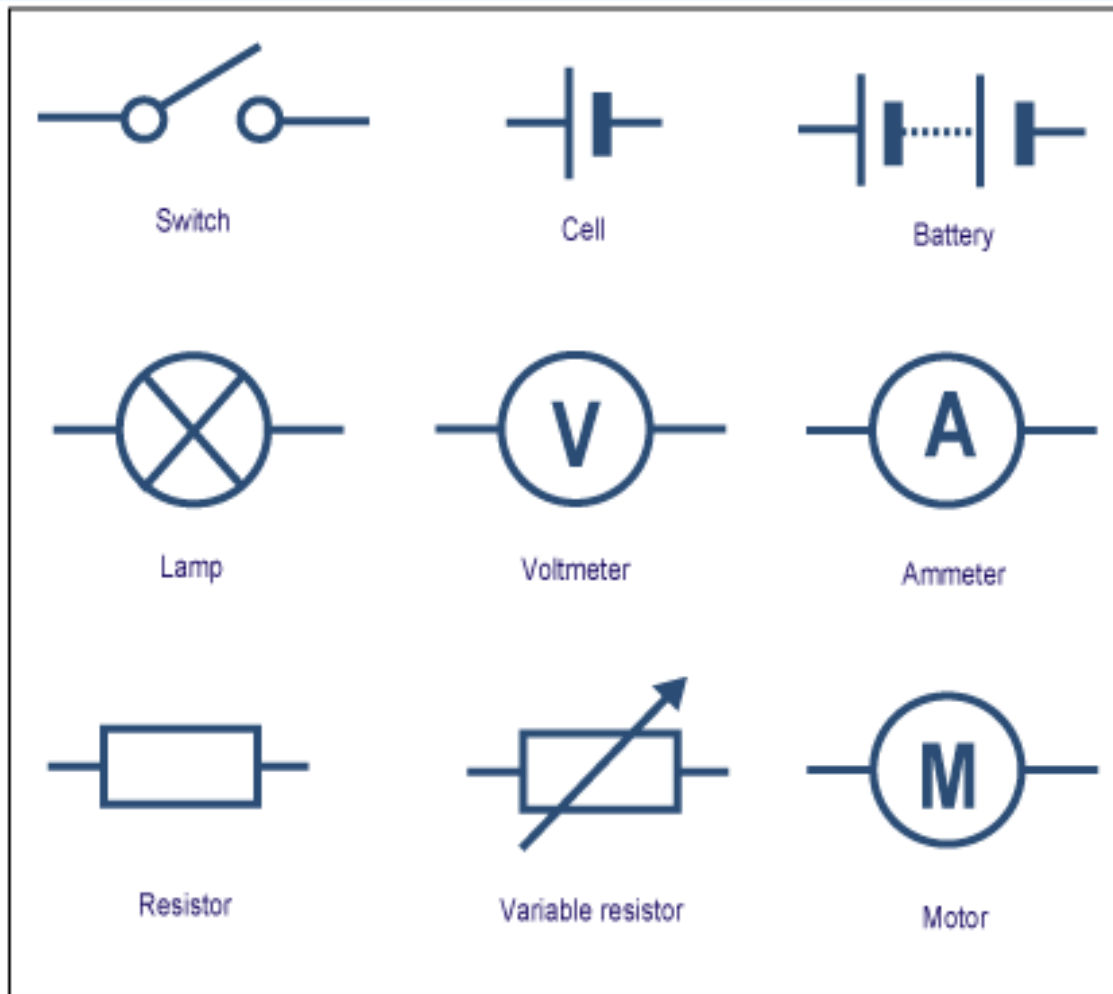 Switch
Cell
Battery
V
A
Lamp
Voltmeter
Ammeter
M
Resistor
Variable resistor
Motor